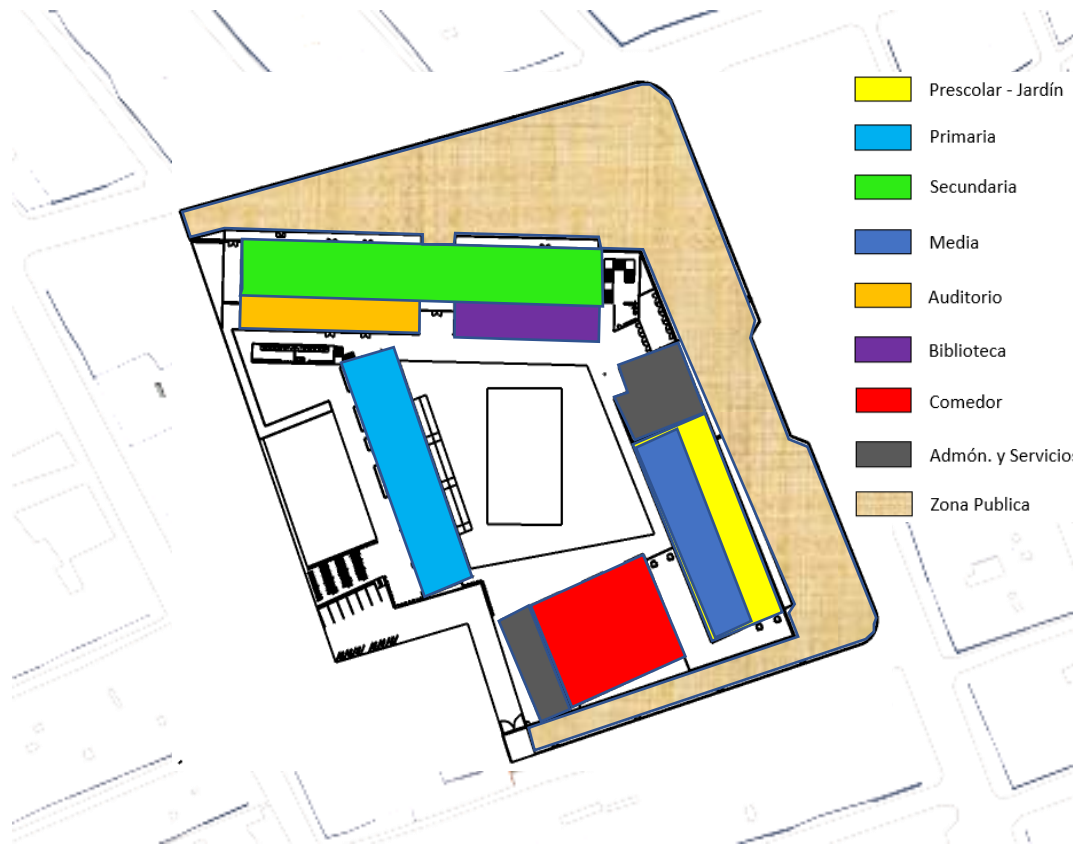 Prescolar - Jardín
Primaria
Secundaria
Media
Auditorio
Biblioteca
Comedor
Admón. y Servicios
Zona Publica